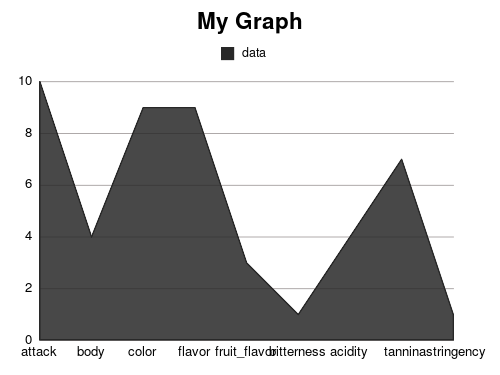 My Graph
data
10
8
6
4
2
0
attack body color flavor fruit_flavor bitterness acidity tannin astringency